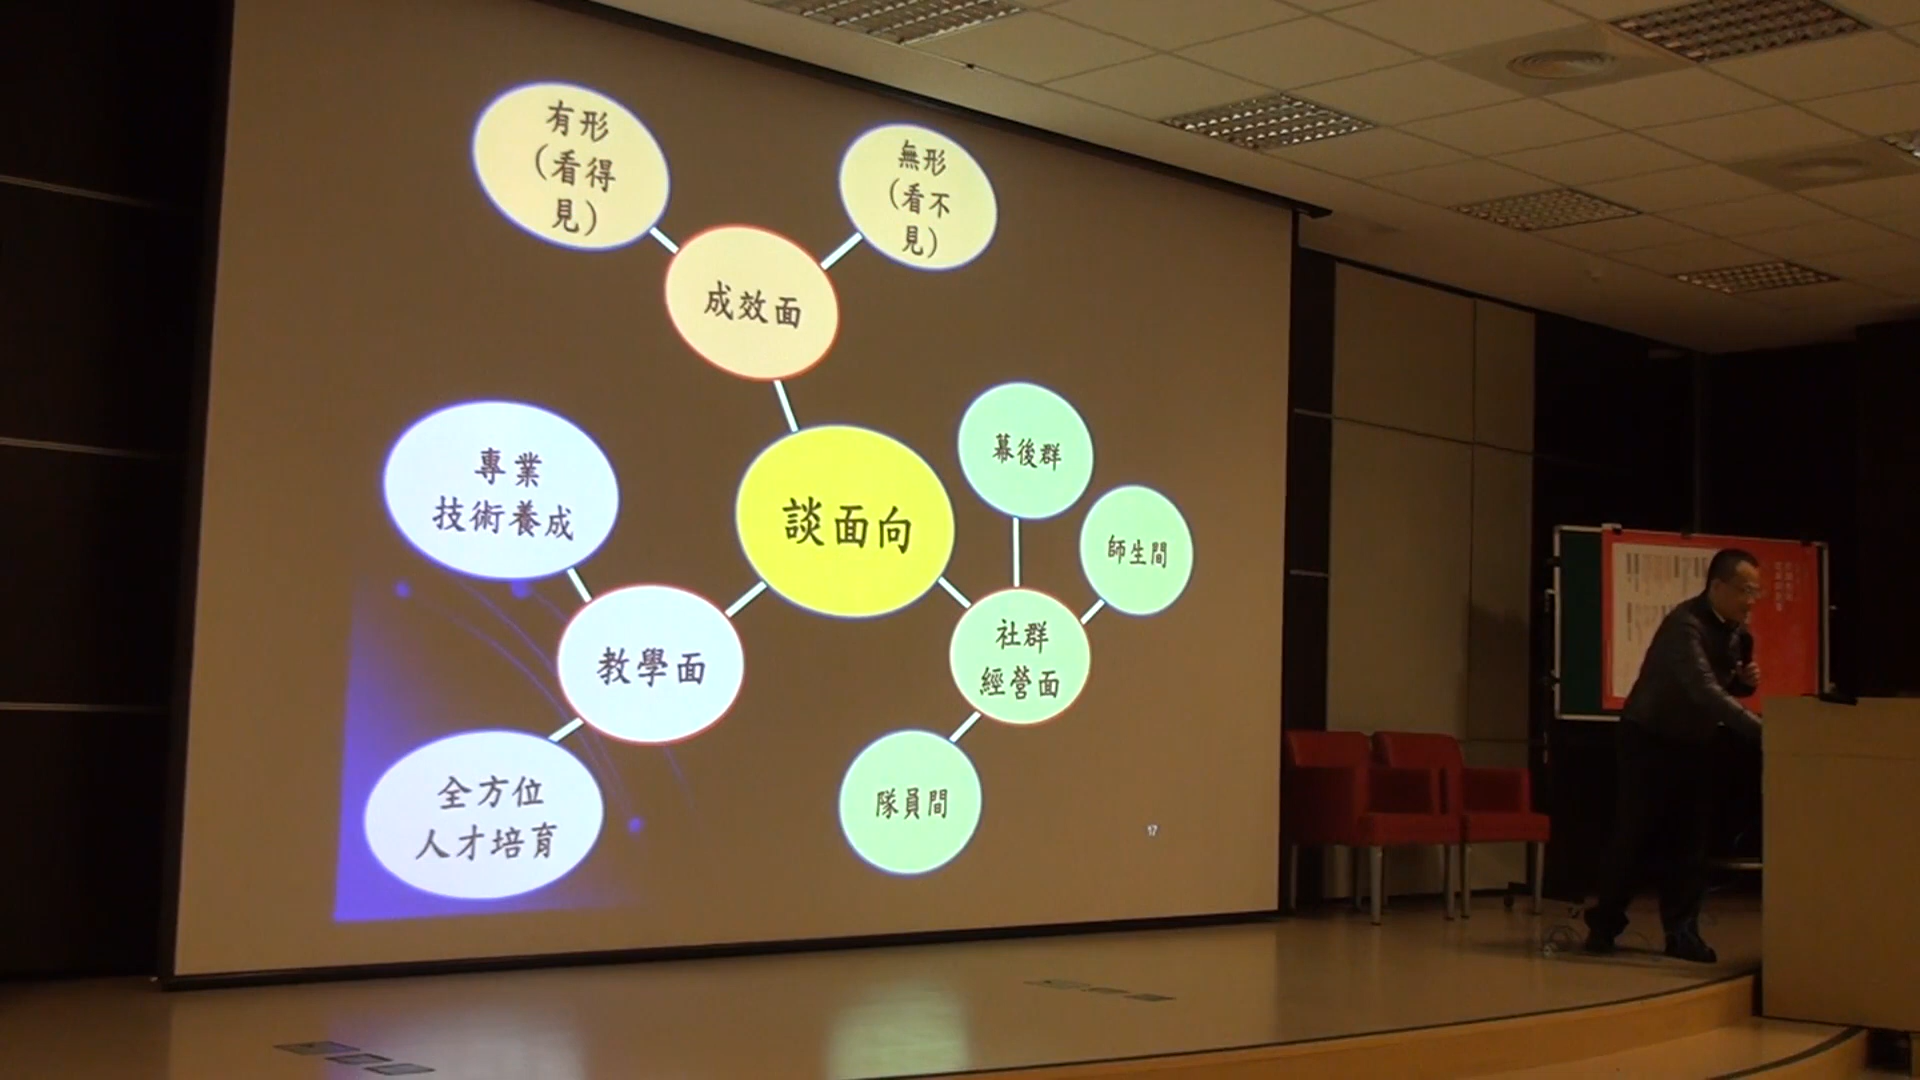 有形
(看得
見)
無形
(看不
見)
成效面
幕後群
專業
技術養成
談面向
師生間
社群
經營面
教學面
全方位
人才培育
隊員間
17